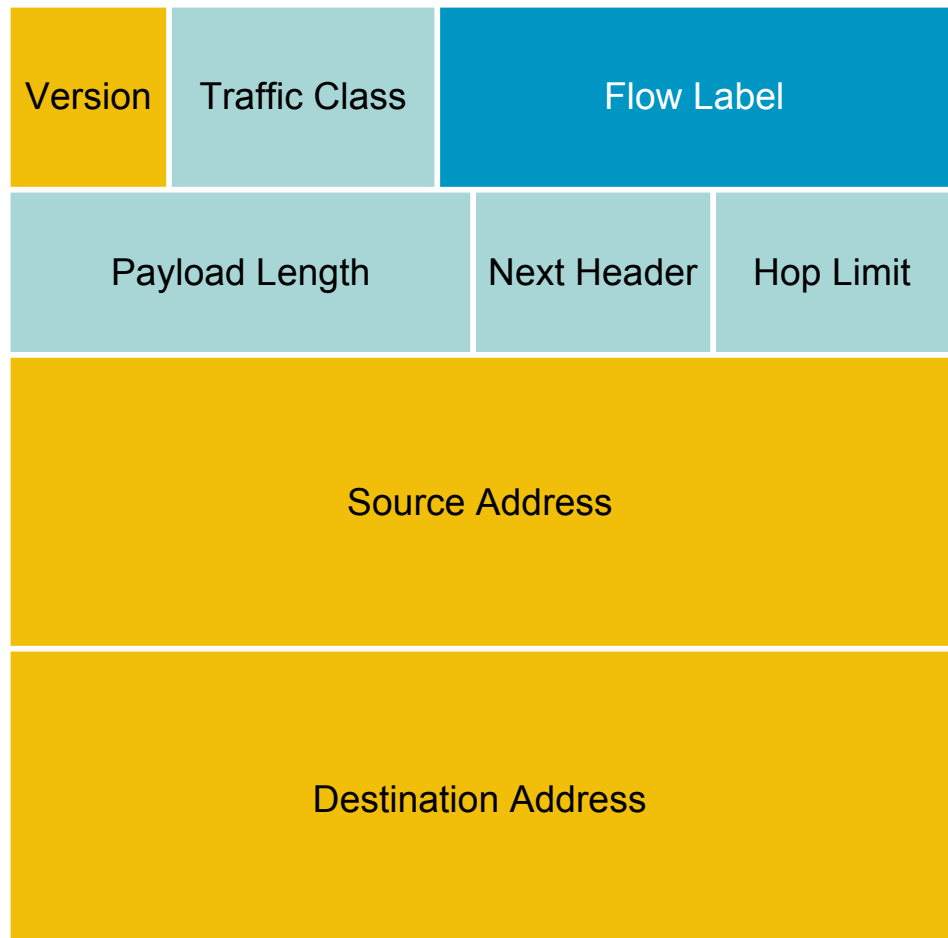 Version Traffic Class Flow Label
Payload Length Next Header Hop Limit
Source Address
Destination Address